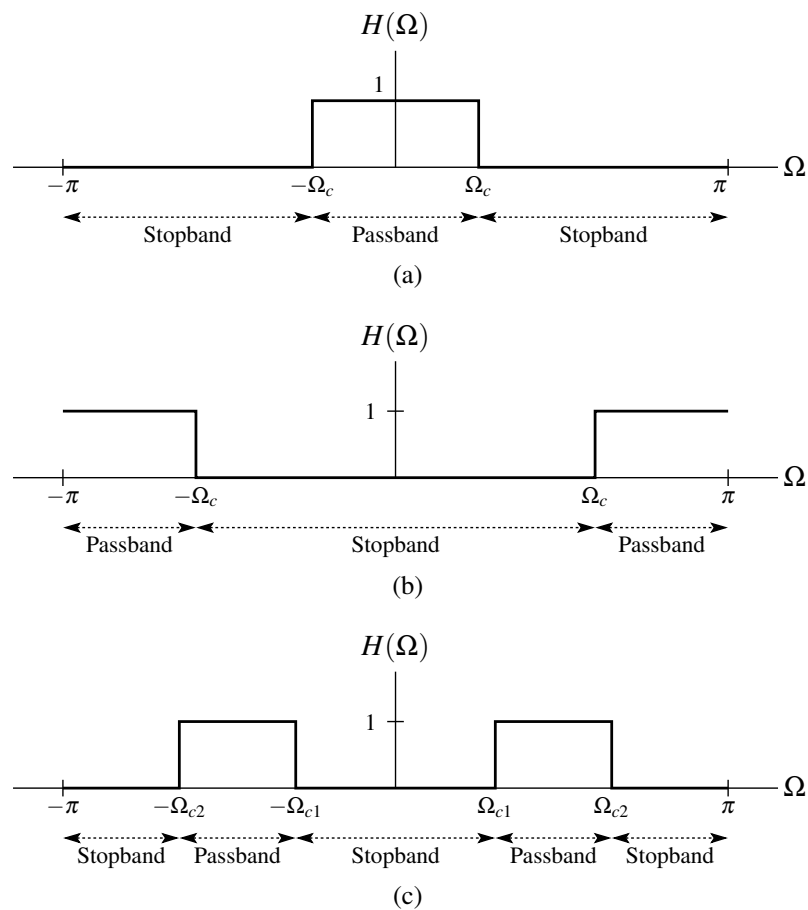 H(Ω)
1
Ω
−π −Ωc Ωc π
Stopband Passband Stopband
(a)
H(Ω)
1
Ω
−π −Ωc Ωc π
Passband Stopband Passband
(b)
H(Ω)
1
Ω
−π −Ωc2 −Ωc1 Ωc1 Ωc2 π
Stopband Passband Stopband Passband Stopband
(c)